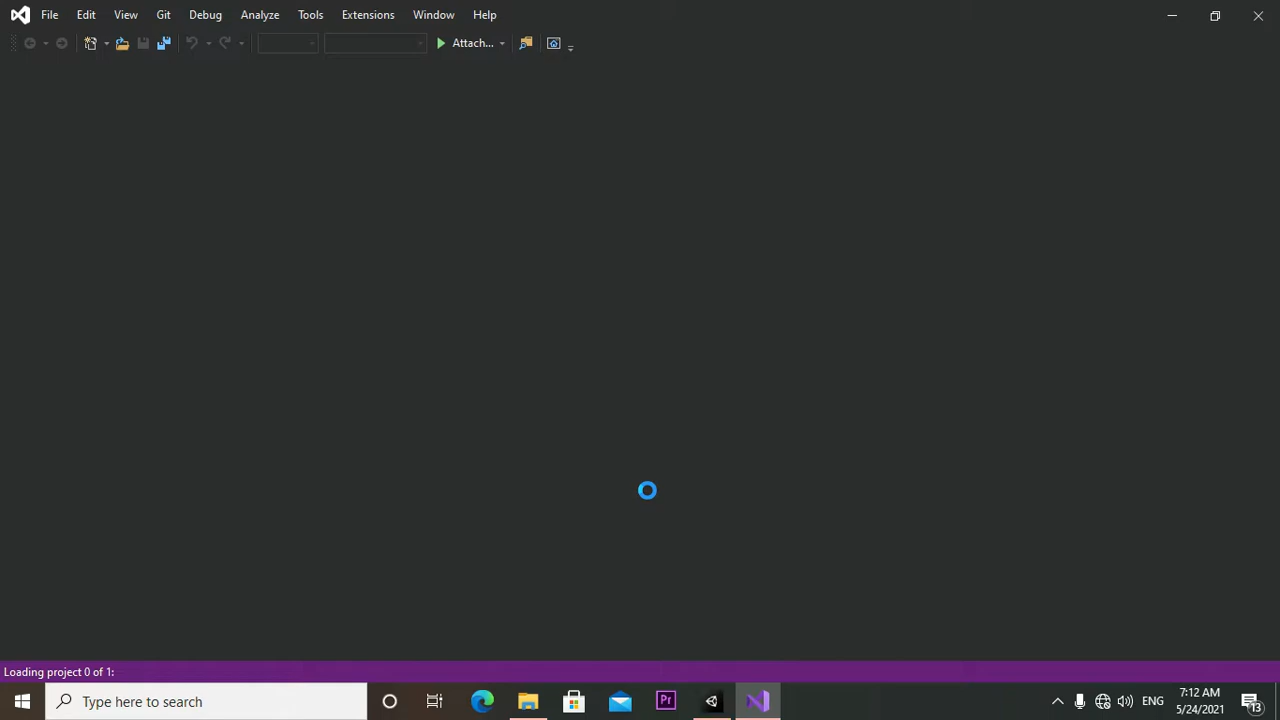 File Edit View Git Debug Analyze Tools Extensions Window Help
Attach...
Loading project 0 of 1:
Type here to search
Pr
ENG
7:12 AM
5/24/2021
13